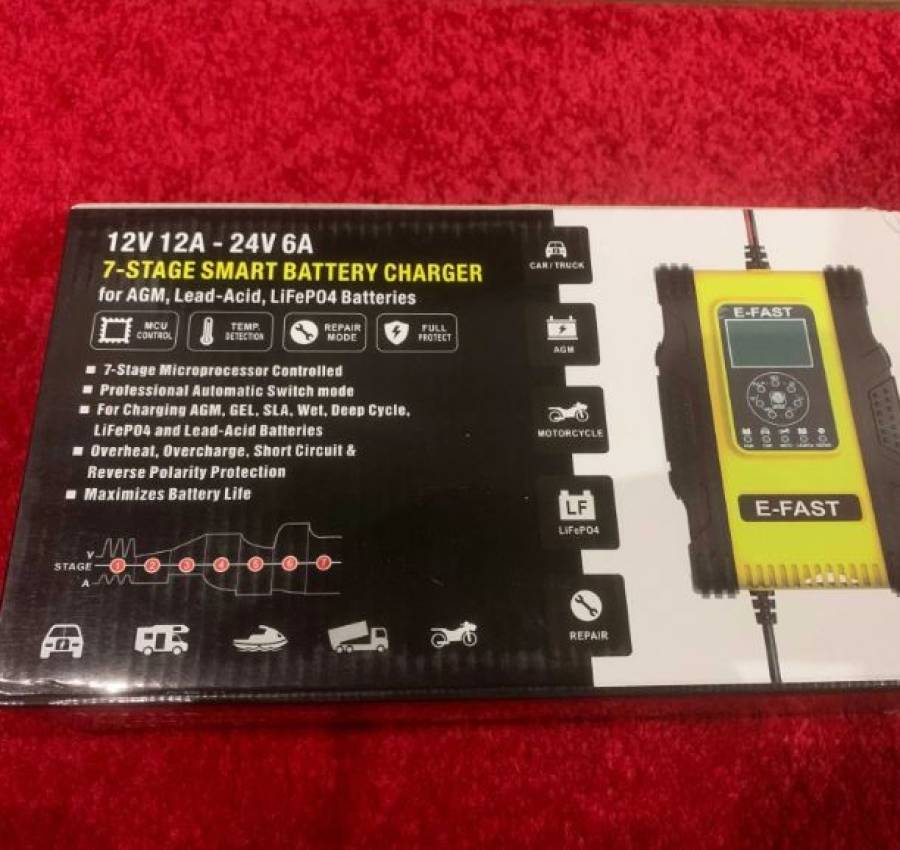 12V 12A - 24V 6A
7-STAGE SMART BATTERY CHARGER
for AGM, Lead-Acid, LiFePO4 Batteries
MCU
CONTROL
TEMP.
DETECTION
REPAIR
MODE
FULL
PROTECT
7-Stage Microprocessor Controlled
Professional Automatic Switch mode
For Charging AGM, GEL, SLA, Wet, Deep Cycle,
LiFePO4 and Lead-Acid Batteries
Overheat, Overcharge, Short Circuit &
Reverse Polarity Protection
Maximizes Battery Life
V
STAGE 1 2 3 4 5 6 7
A
CAR / TRUCK
AGM
MOTORCYCLE
LF
LiFePO4
REPAIR
E-FAST
E-FAST